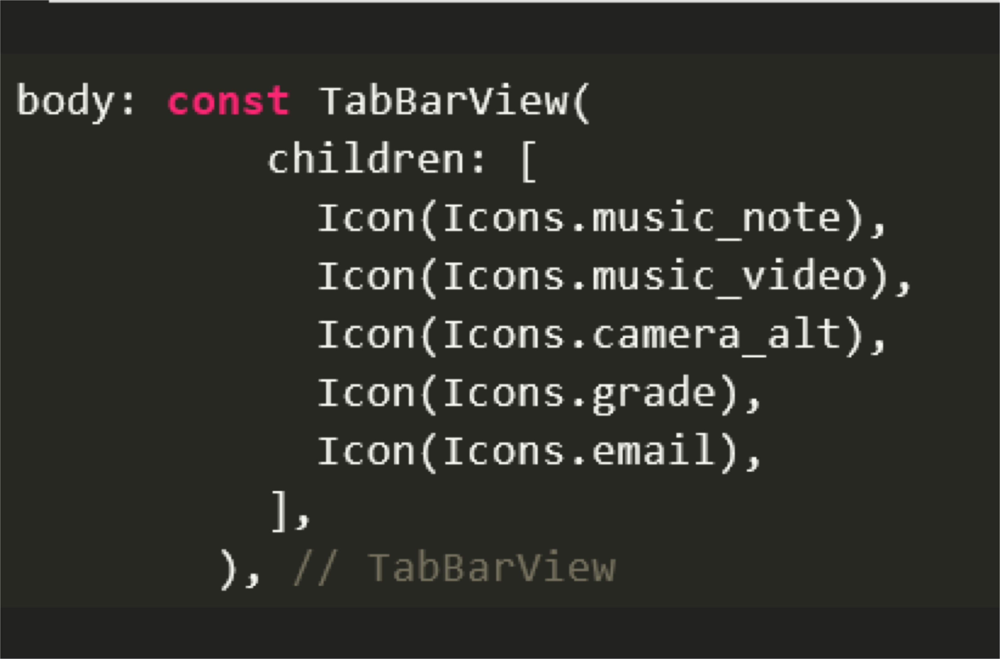 body: const TabBarView(
children: [
Icon(Icons.music_note),
Icon(Icons.music_video),
Icon(Icons.camera_alt),
Icon(Icons.grade),
Icon(Icons.email),
],
), // TabBarView